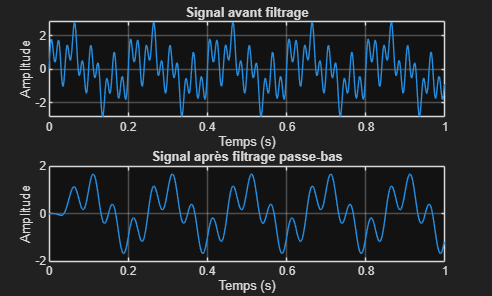 Signal avant filtrage
2
0
-2
Amplitude
0 0.2 0.4 0.6 0.8 1
Temps (s)
Signal après filtrage passe-bas
2
0
-2
Amplitude
0 0.2 0.4 0.6 0.8 1
Temps (s)